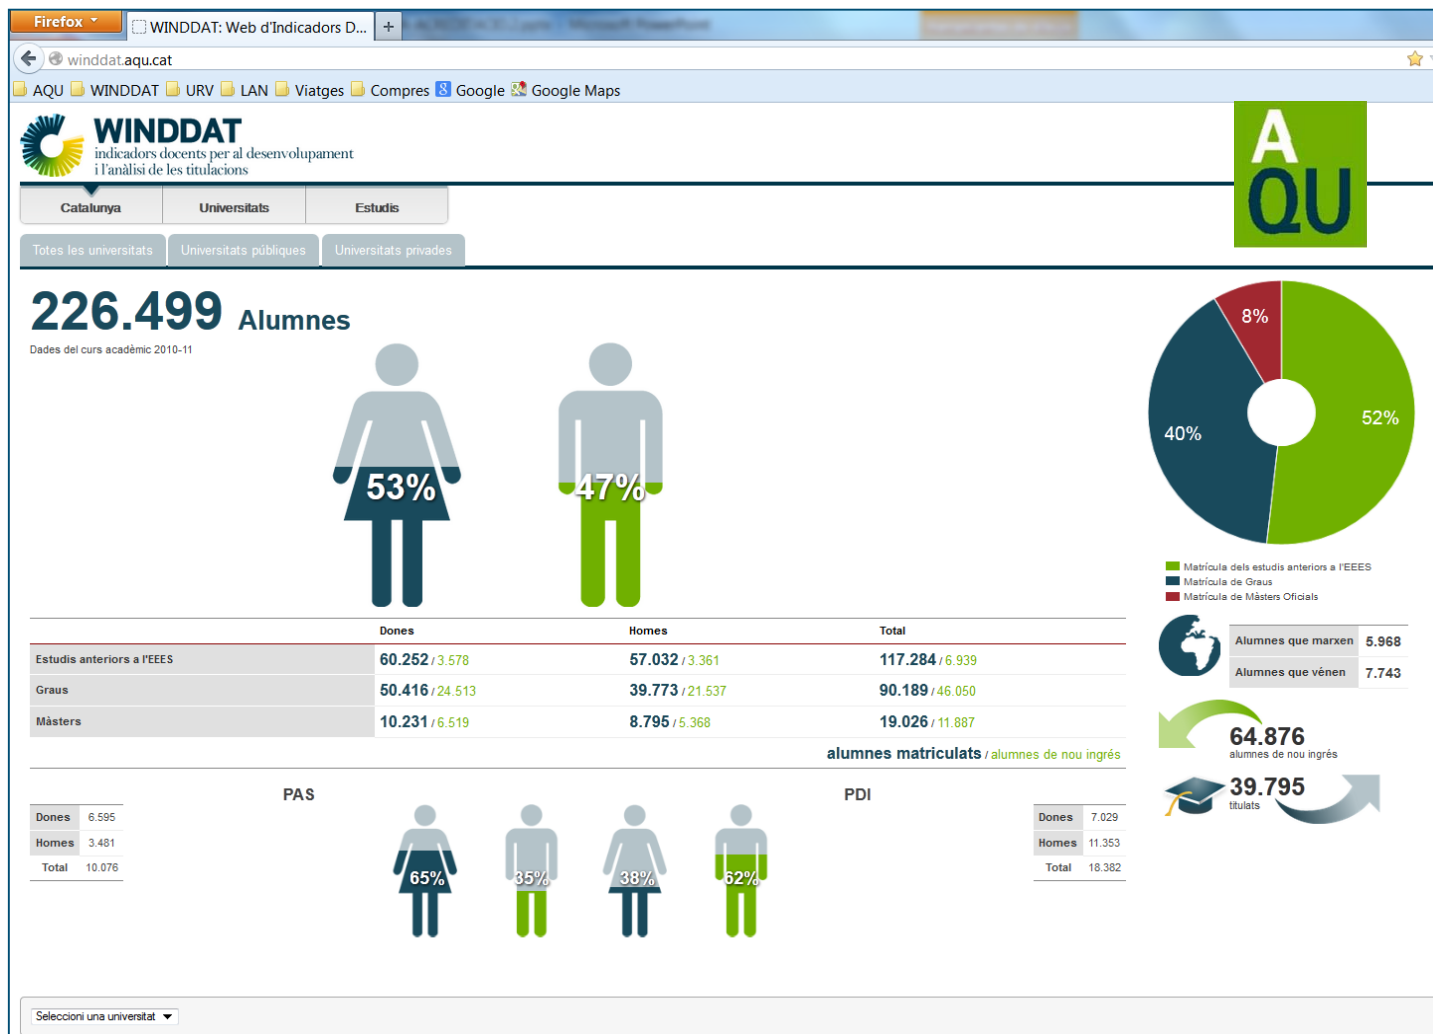 Firefox
WINDDAT: Web d'Indicadors D...
+
winddat.aqu.cat
AQU WINDDAT URV LAN Viatges Compres Google Google Maps
WINDDAT
indicadors docents per al desenvolupament
i l'anàlisi de les titulacions
A
QU
Catalunya Universitats Estudis
Totes les universitats Universitats públiques Universitats privades
226.499 Alumnes
Dades del curs acadèmic 2010-11
53% 47%
8%
52%
40%
Matrícula dels estudis anteriors a l'EEES
Matrícula de Graus
Matrícula de Màsters Oficials
Dones Homes Total
Estudis anteriors a l'EEES 60.252 / 3.578 57.032 / 3.361 117.284 / 6.939
Graus 50.416 / 24.513 39.773 / 21.537 90.189 / 46.050
Màsters 10.231 / 6.519 8.795 / 5.368 19.026 / 11.887
alumnes matriculats / alumnes de nou ingrés
Alumnes que marxen 5.968
Alumnes que vénen 7.743
64.876
alumnes de nou ingrés
39.795
titulats
PAS PDI
Dones 6.595
Homes 3.481
Total 10.076
65% 35% 38% 62%
Dones 7.029
Homes 11.353
Total 18.382
Seleccioni una universitat